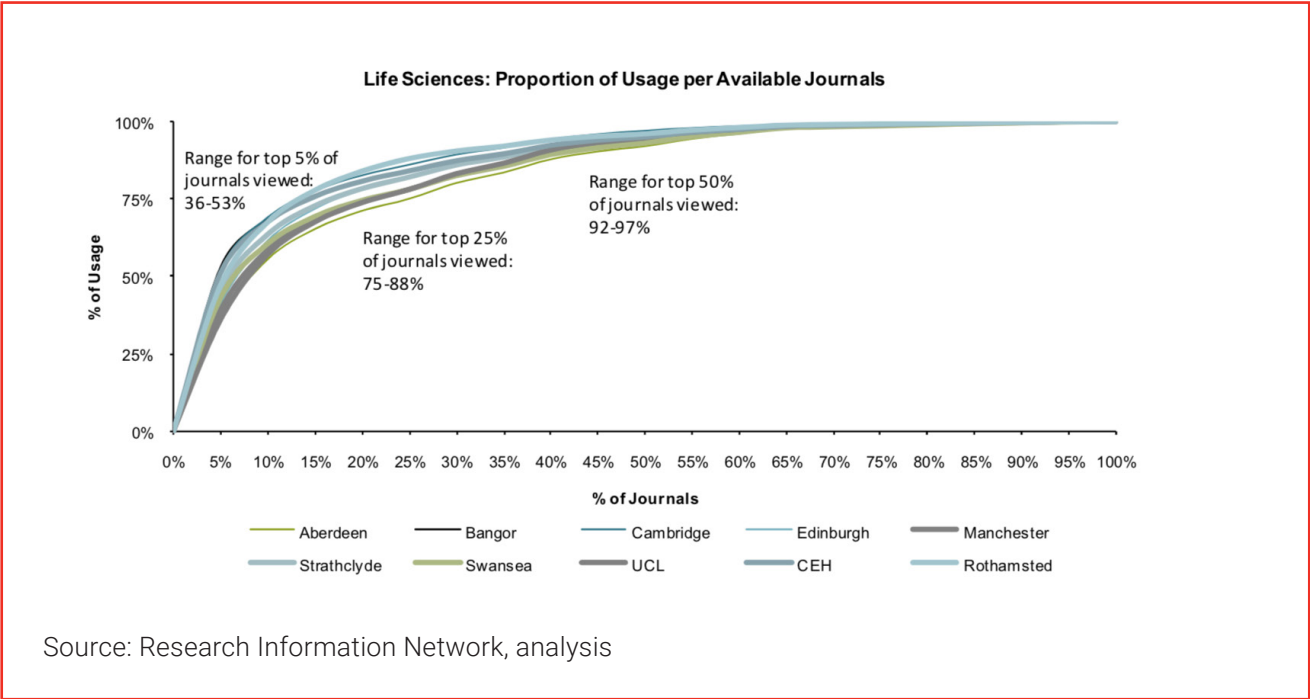 Life Sciences: Proportion of Usage per Available Journals
100%
75%
50%
25%
0%
% of Usage
Range for top 5% of
journals viewed:
36-53%
Range for top 25%
of journals viewed:
75-88%
Range for top 50%
of journals viewed:
92-97%
0% 5% 10% 15% 20% 25% 30% 35% 40% 45% 50% 55% 60% 65% 70% 75% 80% 85% 90% 95% 100%
% of Journals
Aberdeen Bangor Cambridge Edinburgh Manchester
Strathclyde Swansea UCL CEH Rothamsted
Source: Research Information Network, analysis